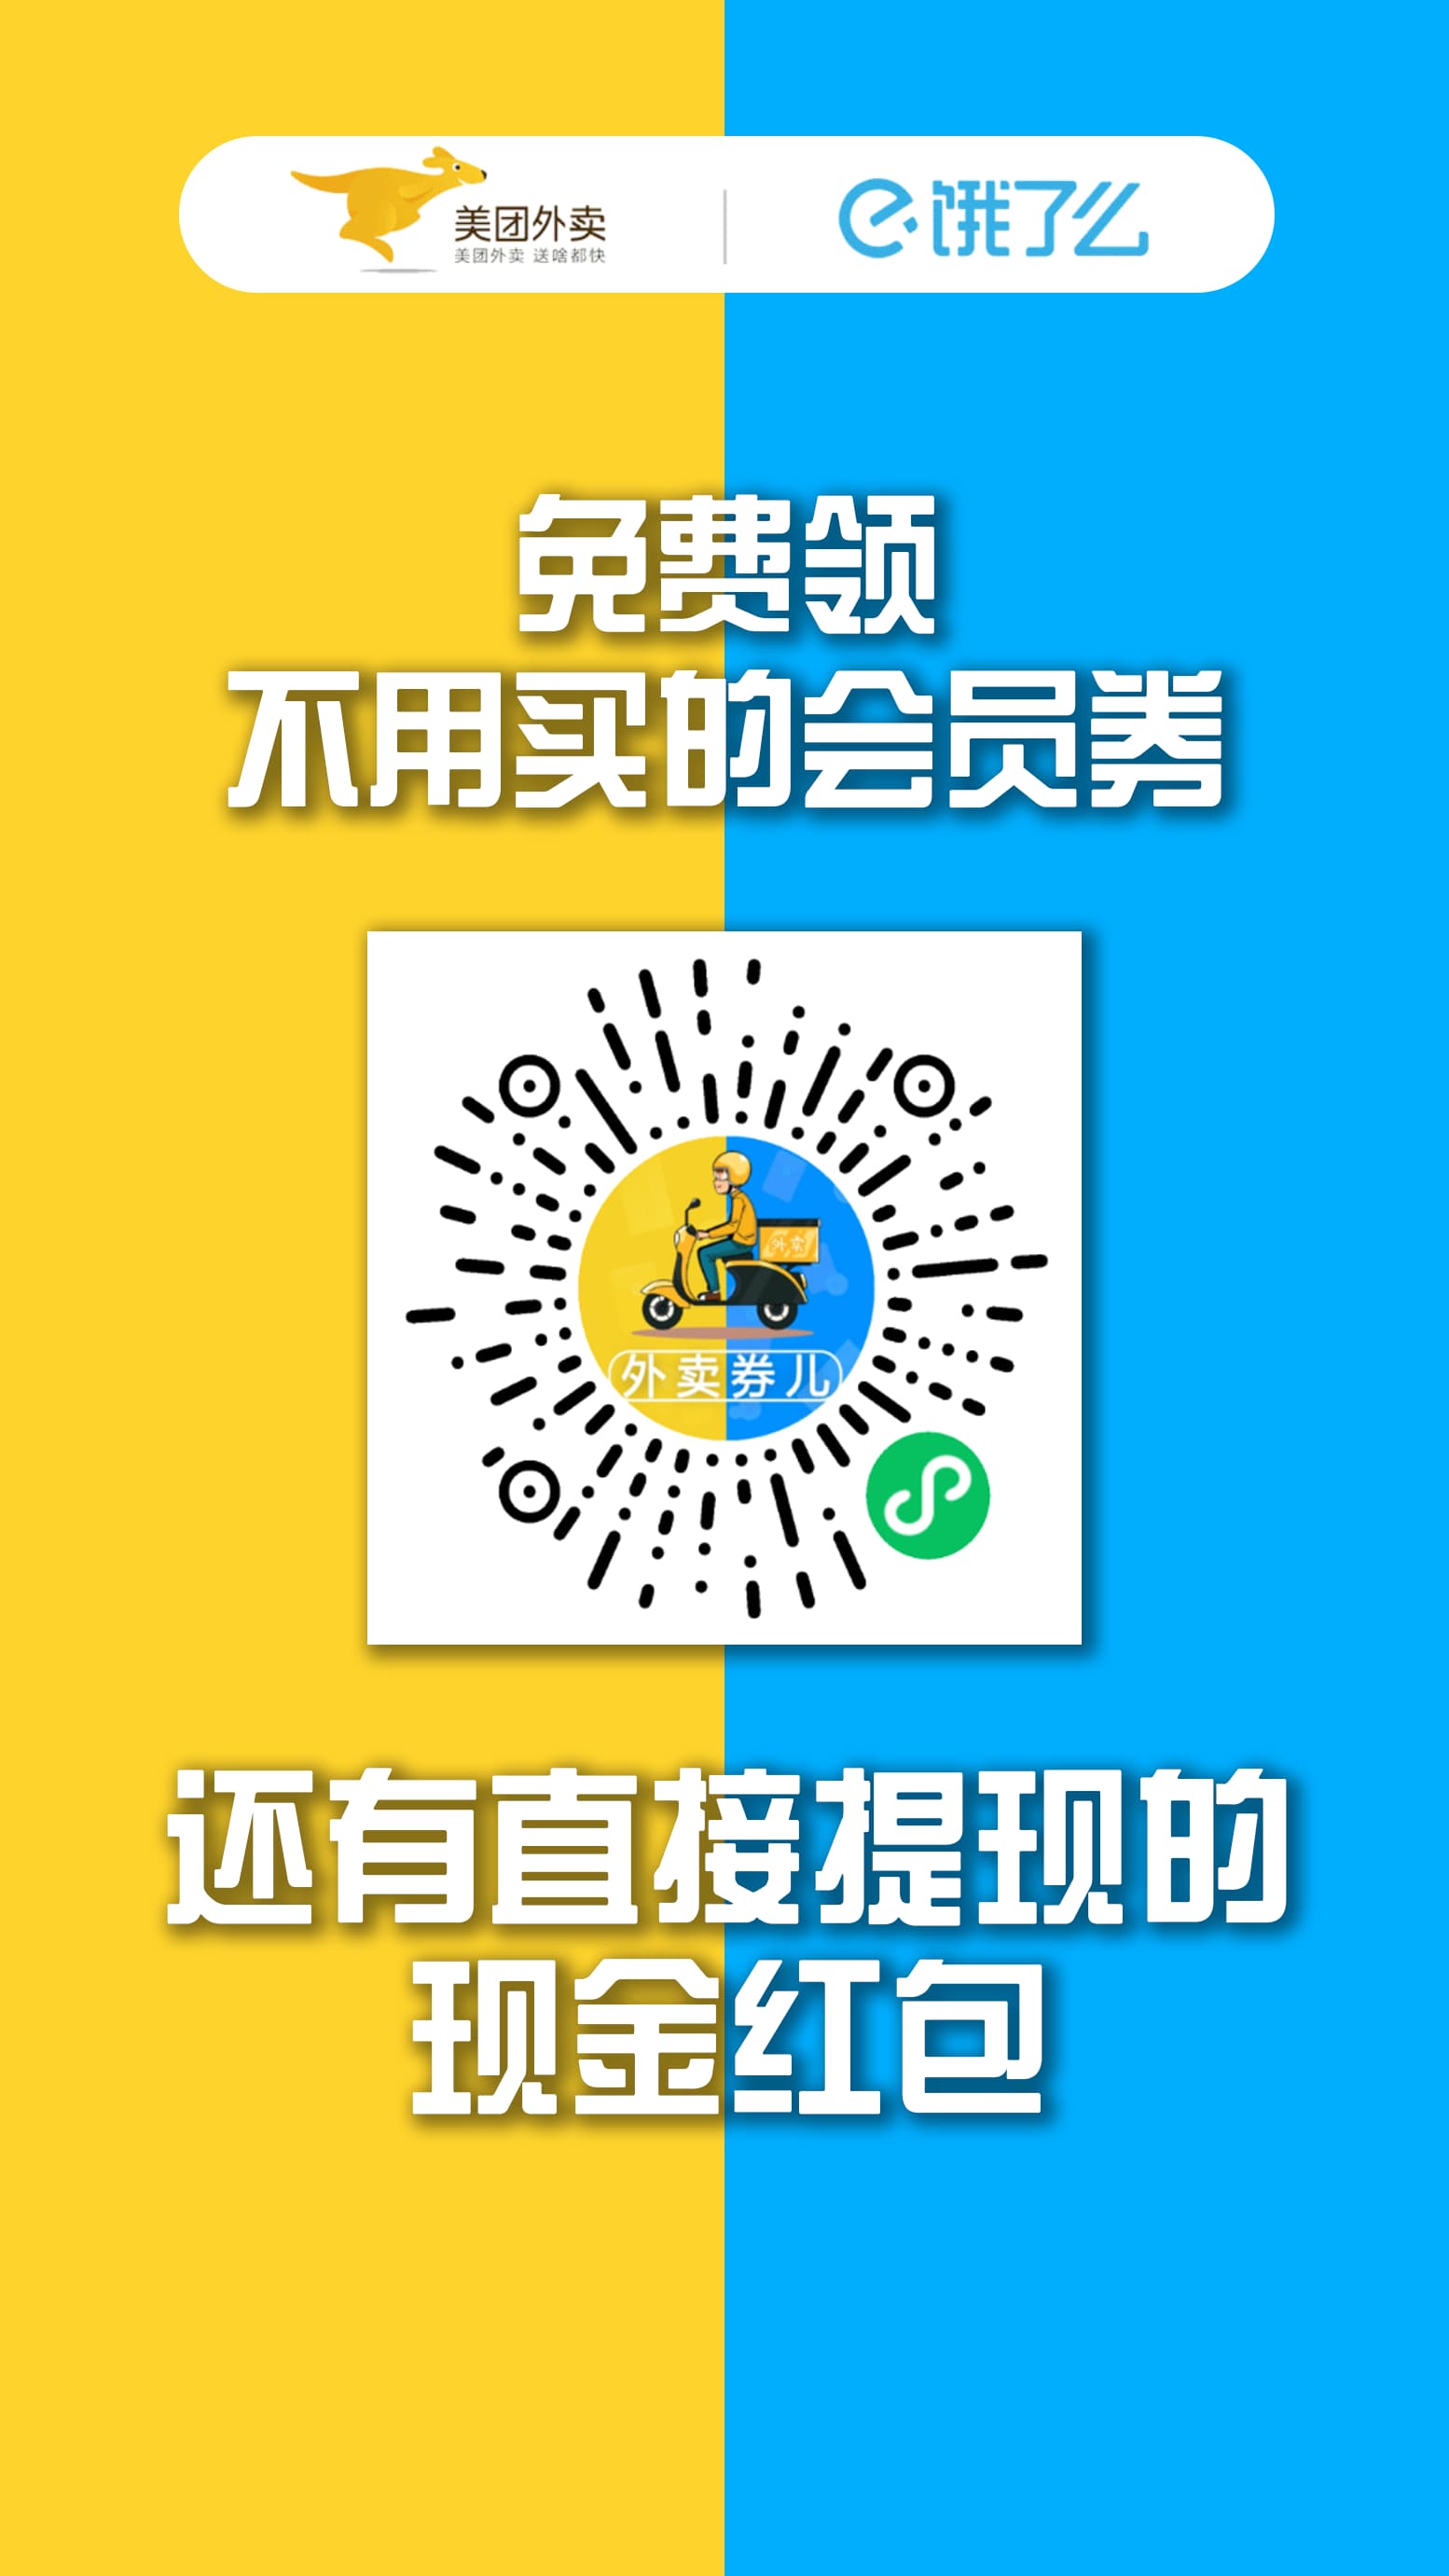 美团外卖
美团外卖 送啥都快
饿了么
免费领
不用买的会员券
外卖
外卖券儿
还有直接提现的
现金红包